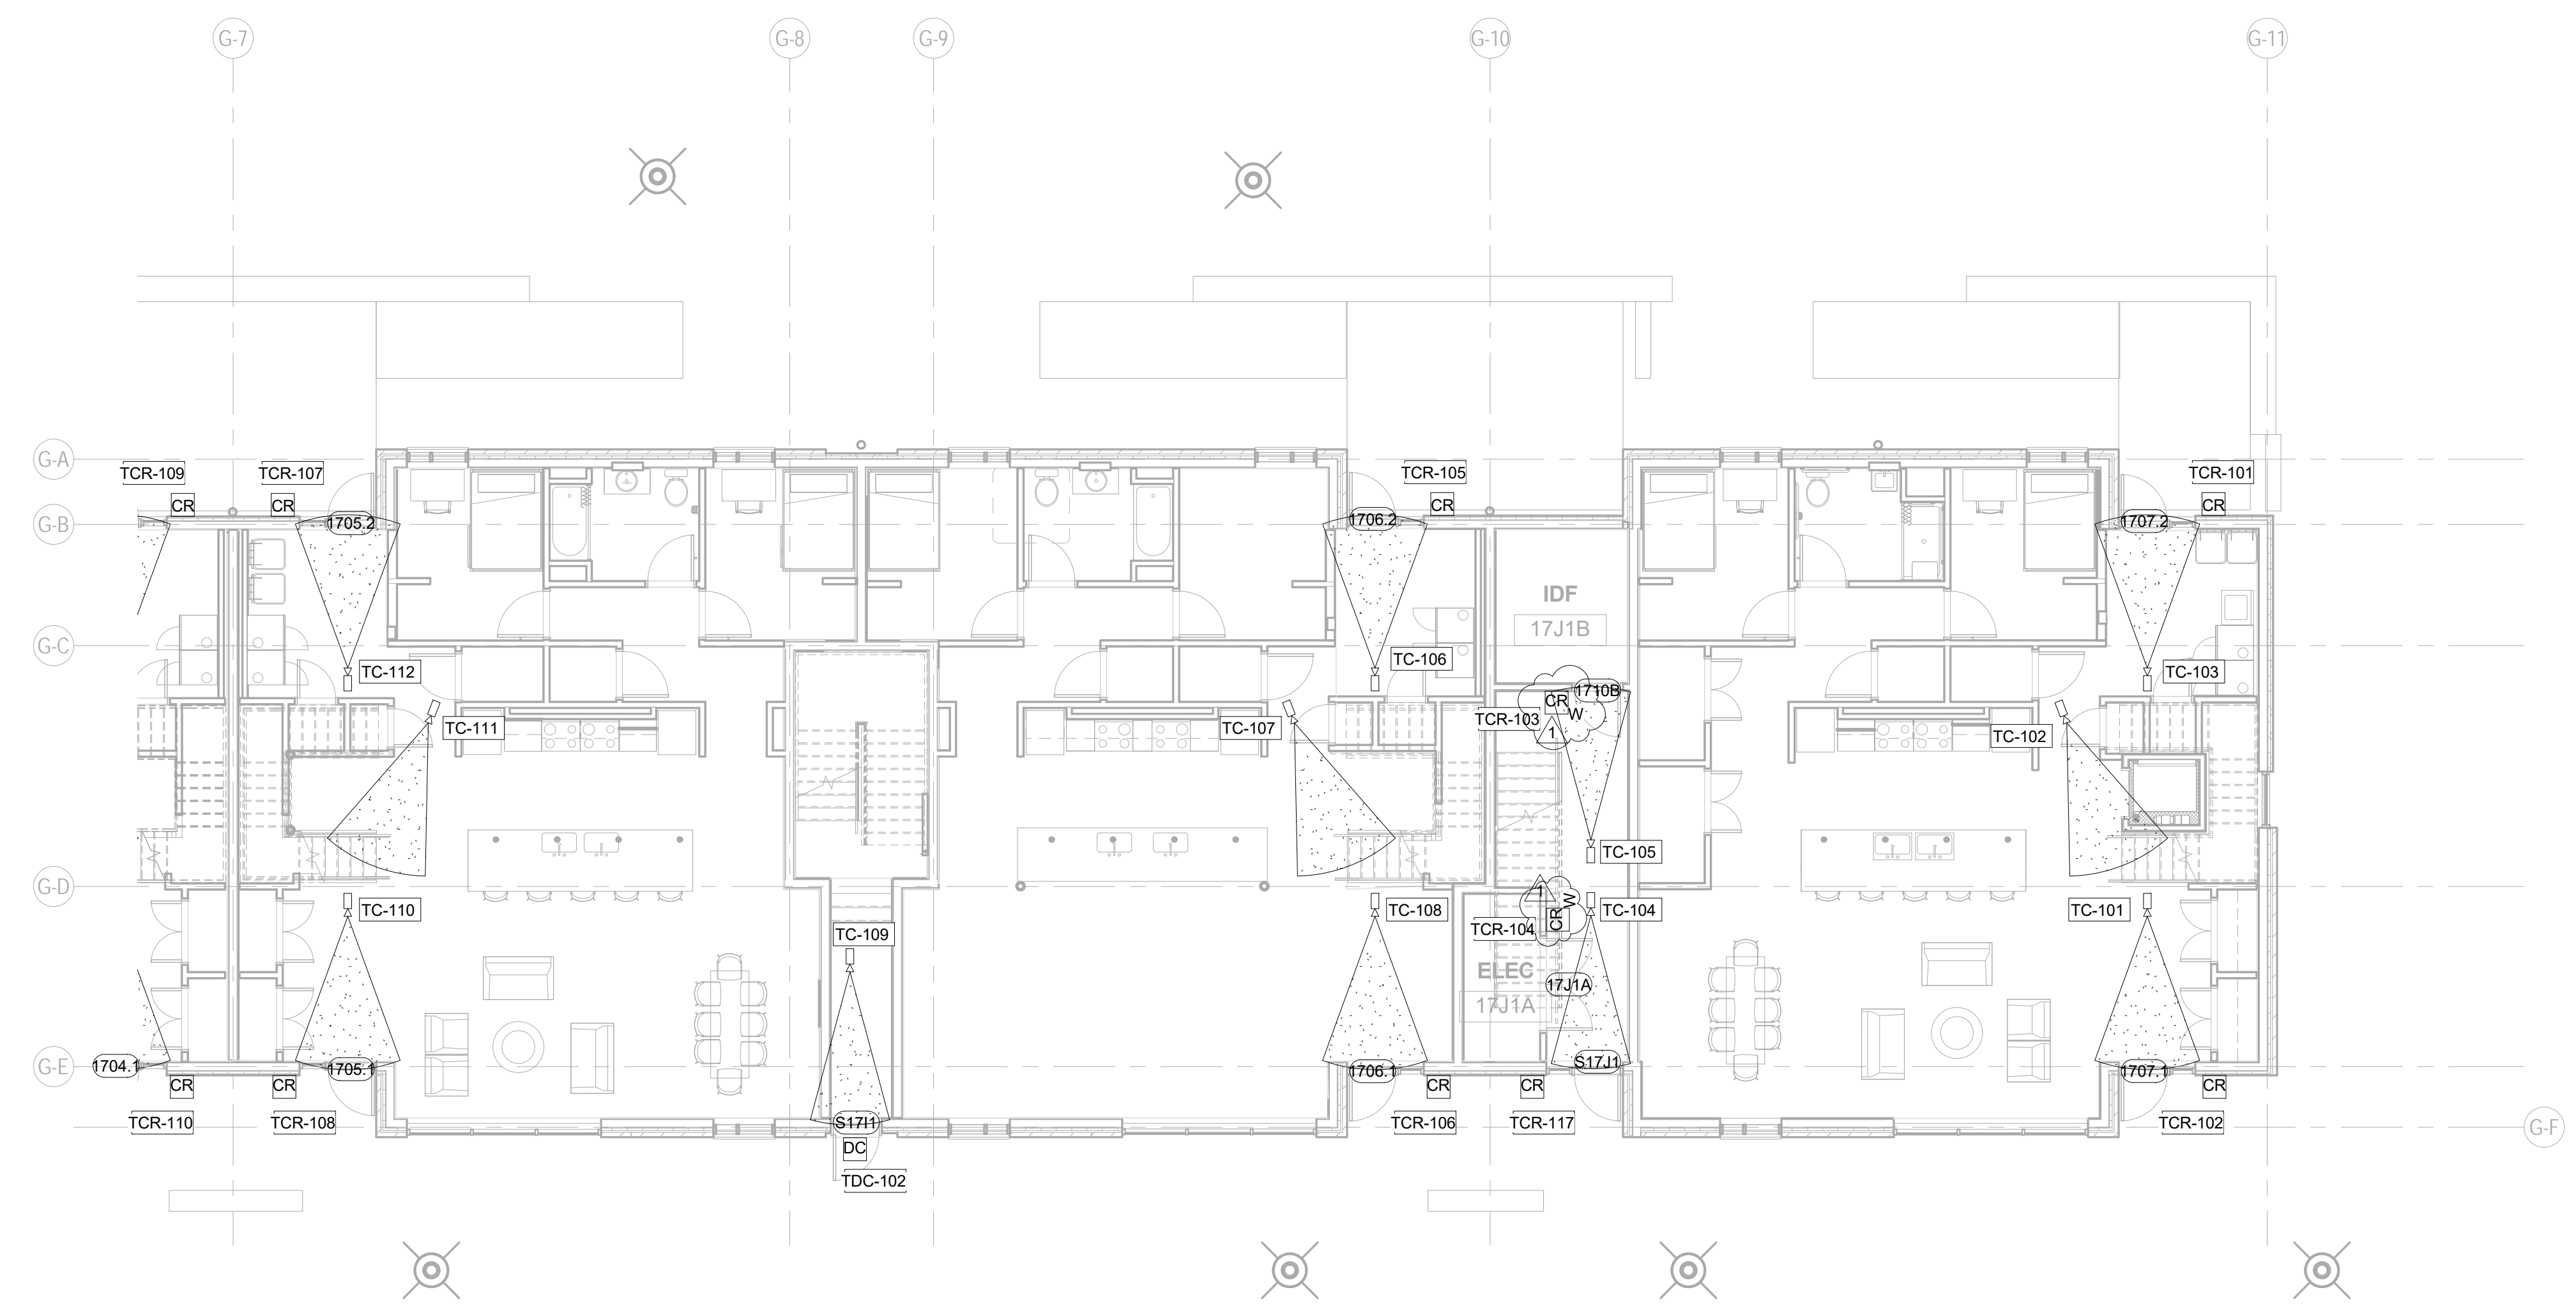 G-7
G-8
G-9
G-10
G-11
G-A
TCR-109
TCR-107
TCR-105
TCR-101
CR
CR
CR
CR
G-B
1705.2
1706.2
1707.2
IDF
17J1B
G-C
TC-112
TC-106
TC-103
1710B
CR
W
TCR-103
1
TC-111
TC-107
TC-102
TC-105
G-D
1
W
CR
TC-110
TC-108
TC-104
TC-101
TCR-104
TC-109
ELEC
17J1A
17J1A
G-E
1704.1
1705.1
1706.1
S17J1
1707.1
CR
CR
CR
CR
CR
TCR-110
TCR-108
S17I1
TCR-106
TCR-117
TCR-102
G-F
DC
TDC-102